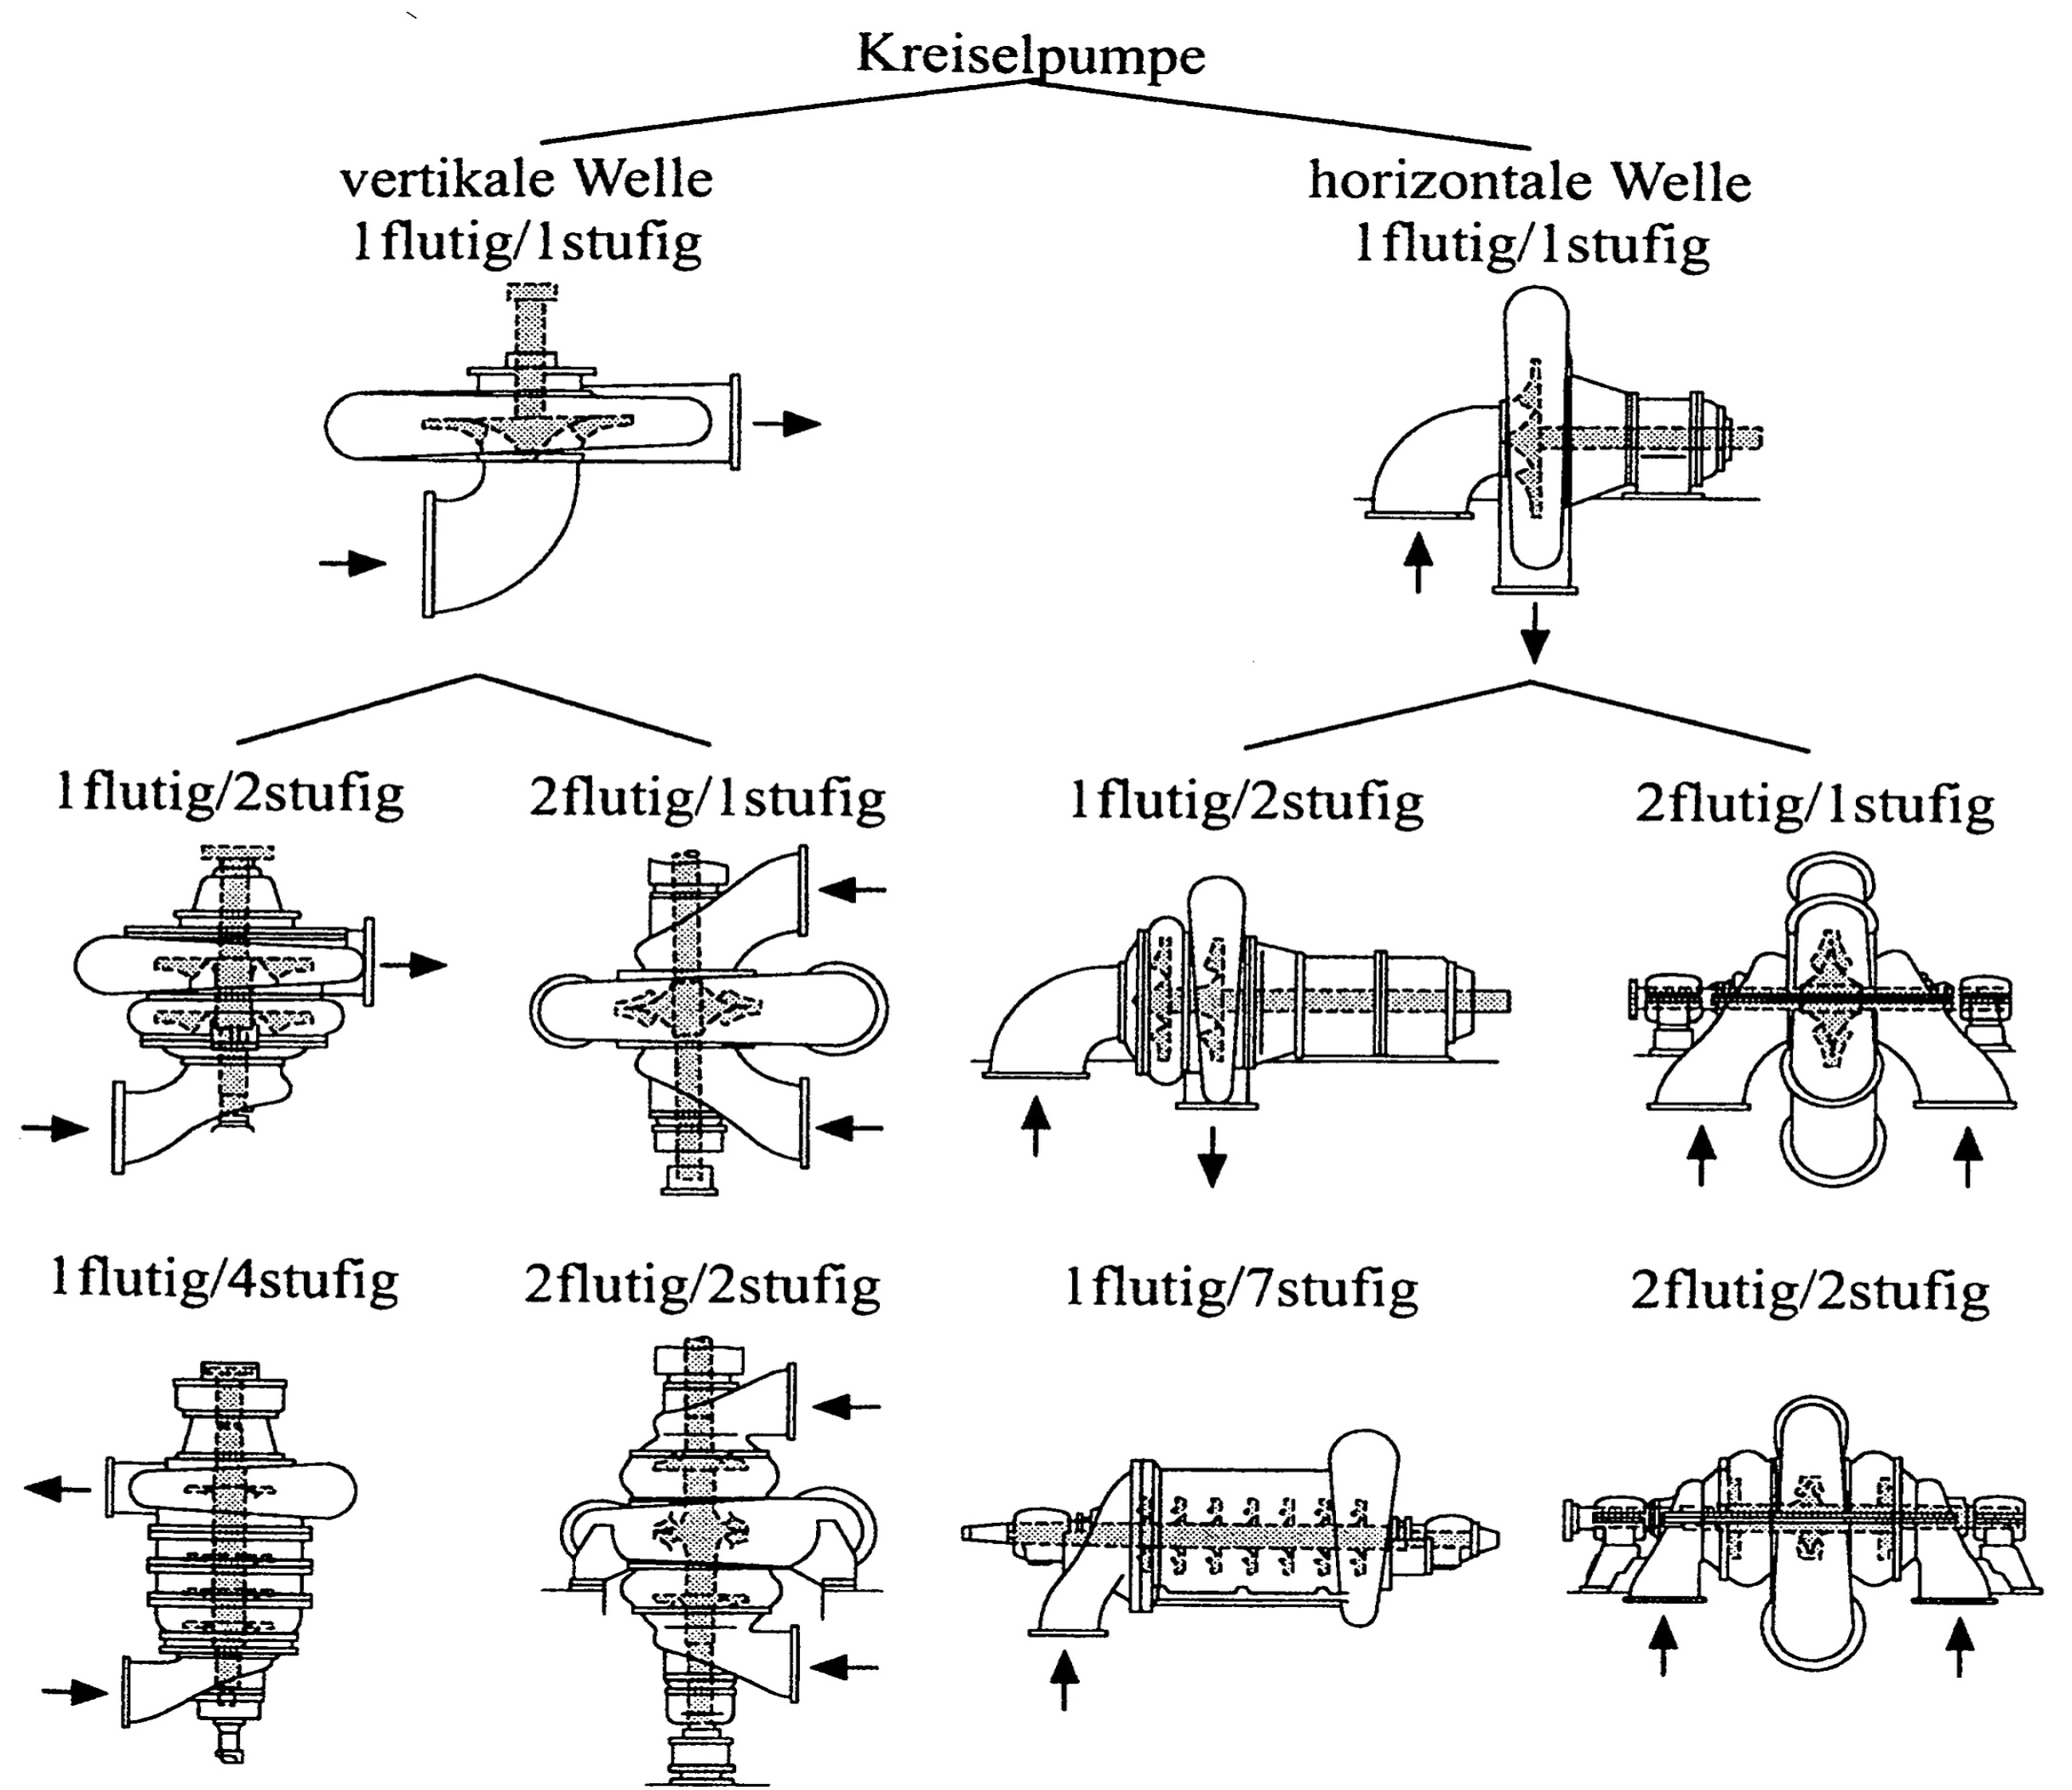 Kreiselpumpe
vertikale Welle
1flutig/1stufig
horizontale Welle
1flutig/1stufig
1flutig/2stufig
2flutig/1stufig
1flutig/2stufig
2flutig/1stufig
1flutig/4stufig
2flutig/2stufig
1flutig/7stufig
2flutig/2stufig